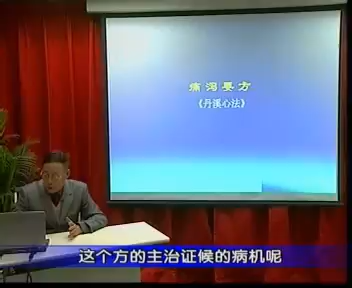 痛泻要方
《丹溪心法》
这个方的主治证候的病机呢